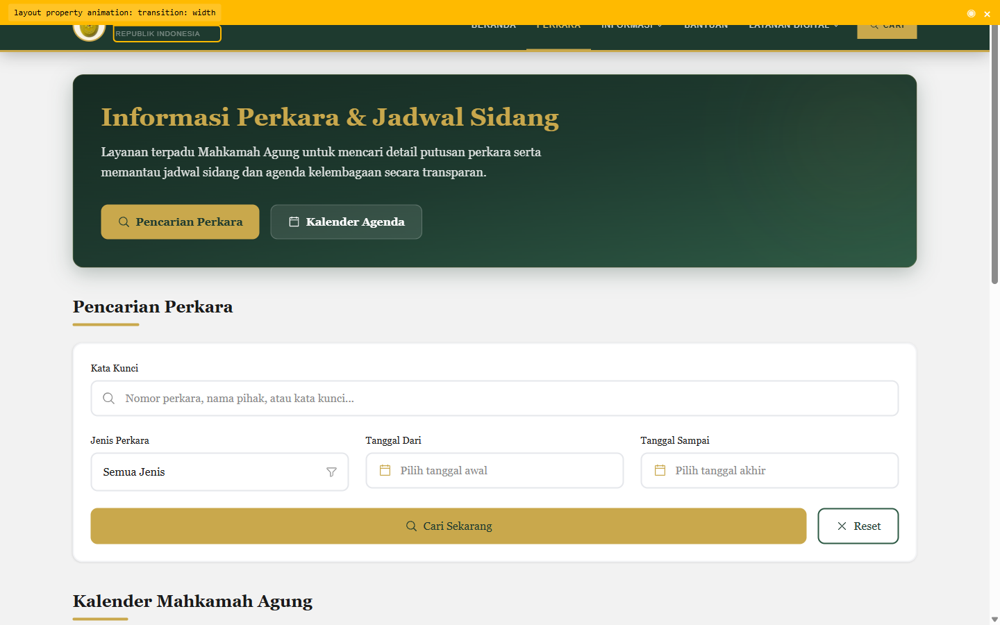 layout property animation: transition: width
REPUBLIK INDONESIA
BERANDA
PERKARA
INFORMASI
BANTUAN
LAYANAN DIGITAL
CARI
Informasi Perkara & Jadwal Sidang
Layanan terpadu Mahkamah Agung untuk mencari detail putusan perkara serta
memantau jadwal sidang dan agenda kelembagaan secara transparan.
Pencarian Perkara
Kalender Agenda
Pencarian Perkara
Kata Kunci
Nomor perkara, nama pihak, atau kata kunci...
Jenis Perkara
Tanggal Dari
Tanggal Sampai
Semua Jenis
Pilih tanggal awal
Pilih tanggal akhir
Cari Sekarang
Reset
Kalender Mahkamah Agung